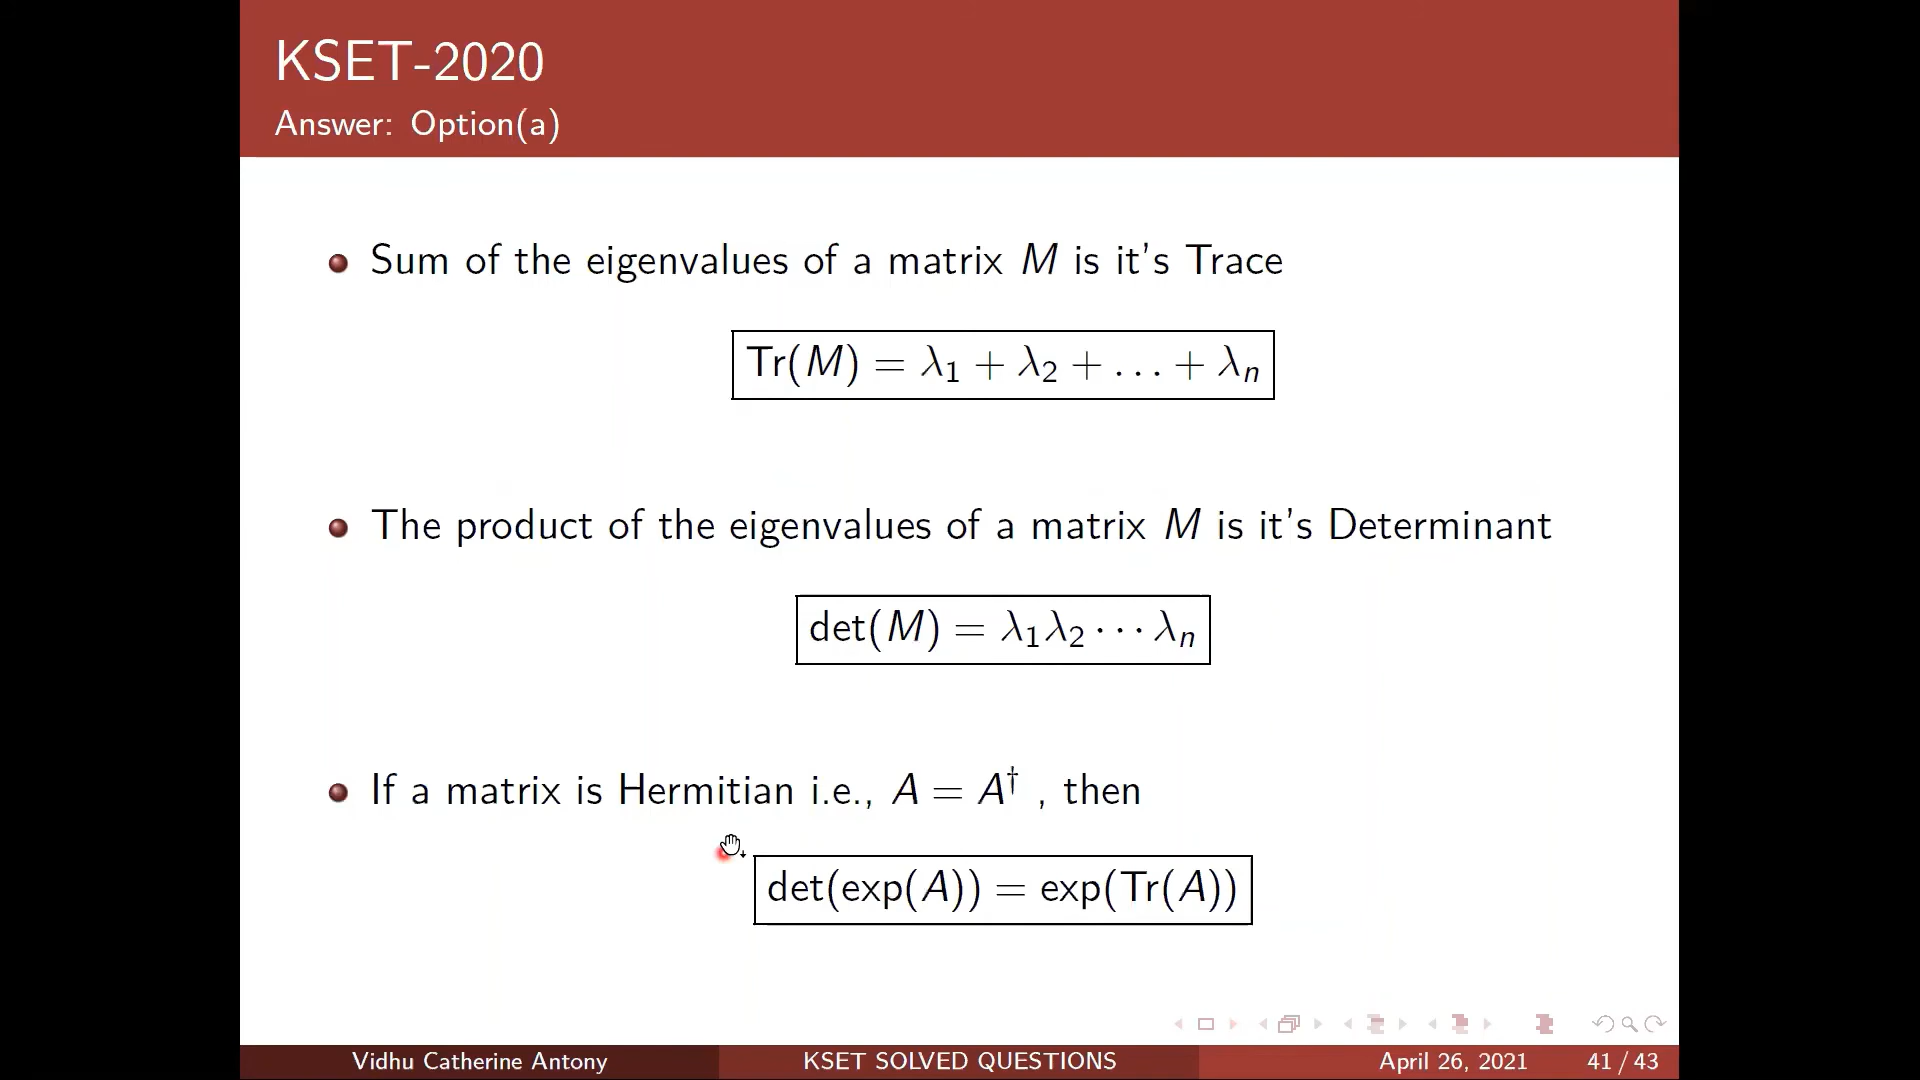 KSET-2020
Answer: Option(a)
Sum of the eigenvalues of a matrix M is it's Trace
Tr(M) = λ₁ + λ₂ + . . . + λₙ
The product of the eigenvalues of a matrix M is it's Determinant
det(M) = λ₁λ₂ · · · λₙ
If a matrix is Hermitian i.e., A = A† , then
det(exp(A)) = exp(Tr(A))
Vidhu Catherine Antony KSET SOLVED QUESTIONS April 26, 2021 41 / 43